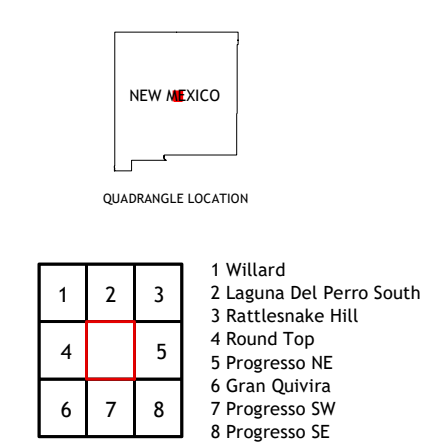 NEW MEXICO
QUADRANGLE LOCATION
1 2 3
4 5
6 7 8
1 Willard
2 Laguna Del Perro South
3 Rattlesnake Hill
4 Round Top
5 Progresso NE
6 Gran Quivira
7 Progresso SW
8 Progresso SE